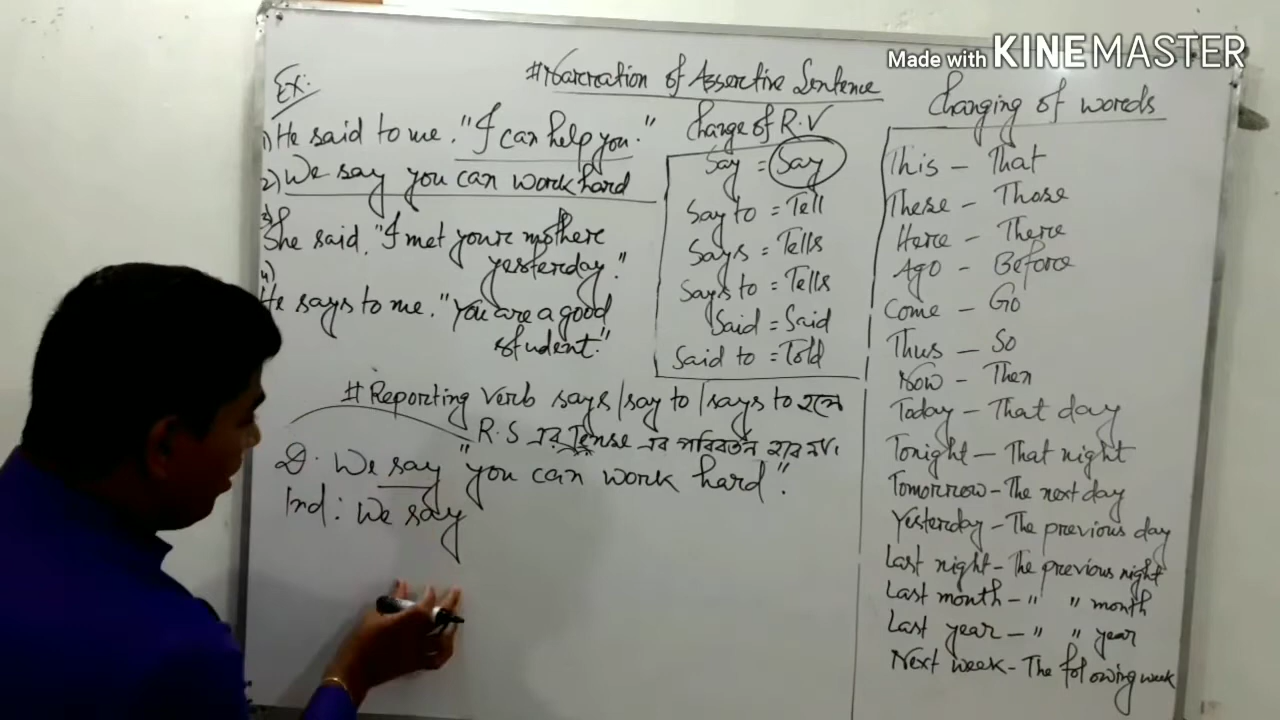 Made with KINEMASTER
#Narration of Assertive Sentence
Ex:
1) He said to me. "I can help you."
2) We say you can work hard
3) She said, "I met your mothere
yesterday."
4) He says to me. "You are a good
student."
Change of R.V
Say = Say
Say to = Tell
Says = Tells
Says to = Tells
Said = Said
Said to = Told
#Reporting verb says/say to/says to হলে
R.S এর Tense এর পরিবর্তন হবে না।
D. We say "you can work hard".
Ind: We say
Changing of words
This - That
These - Those
Here - There
Ago - Before
Come - Go
Thus - So
Now - Then
Today - That day
Tonight - That night
Tomorrow - The next day
Yesterday - The previous day
Last night - The previous night
Last month - " " month
Last year - " " year
Next week - The following week